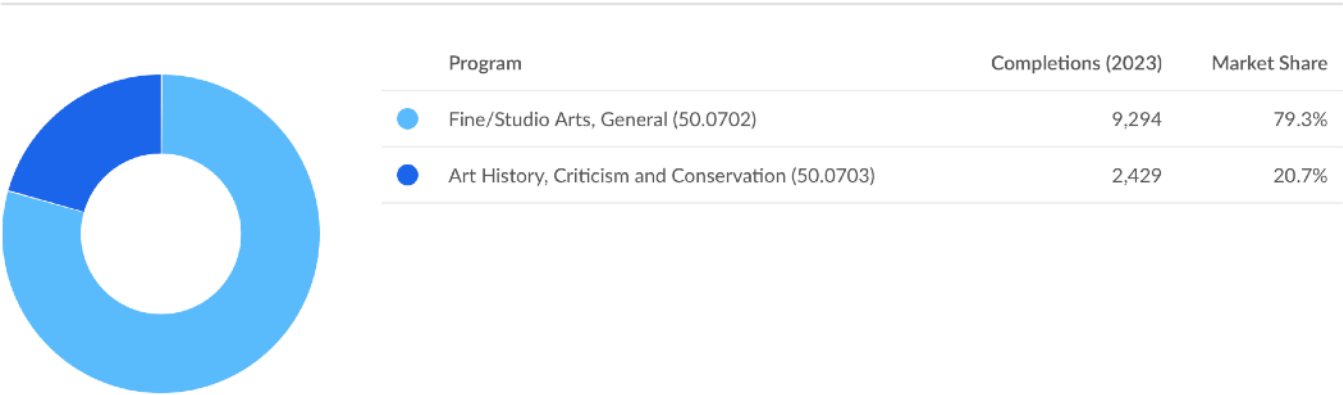 Program Completions (2023) Market Share
Fine/Studio Arts, General (50.0702) 9,294 79.3%
Art History, Criticism and Conservation (50.0703) 2,429 20.7%